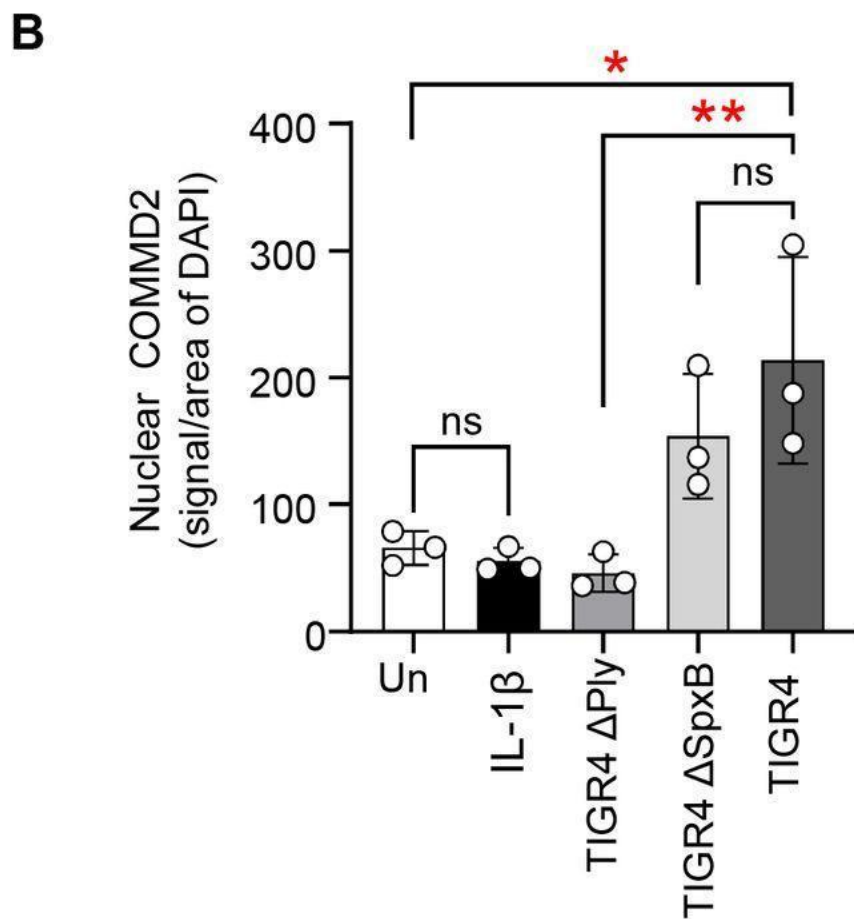 B
*
**
ns
ns
400
300
200
100
0
Nuclear COMMD2
(signal/area of DAPI)
Un
IL-1β
TIGR4 ΔPly
TIGR4 ΔSpxB
TIGR4